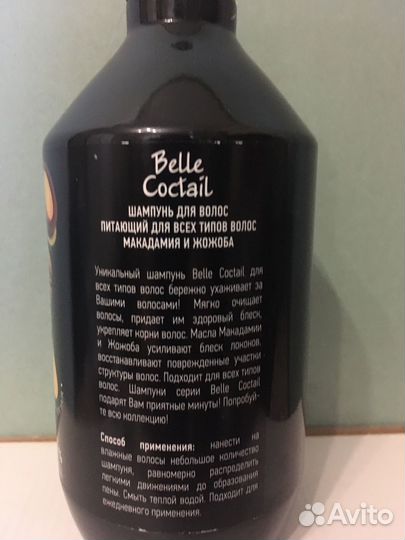 Belle
Coctail
ШАМПУНЬ ДЛЯ ВОЛОС
ПИТАЮЩИЙ ДЛЯ ВСЕХ ТИПОВ ВОЛОС
МАКАДАМИЯ И ЖОЖОБА
Уникальный шампунь Belle Coctail для
всех типов волос бережно ухаживает за
Вашими волосами! Мягко очищает
волосы, придает им здоровый блеск,
укрепляет корни волос. Масла Макадамии
и Жожоба усиливают блеск локонов,
восстанавливают поврежденные участки
структуры волос. Подходит для всех типов
волос. Шампуни серии Belle Coctail
подарят Вам приятные минуты! Попробуй-
те всю коллекцию!
Способ применения: нанести на
влажные волосы небольшое количество
шампуня, равномерно распределить
легкими движениями до образования
пены. Смыть теплой водой. Подходит для
ежедневного применения.
Avito